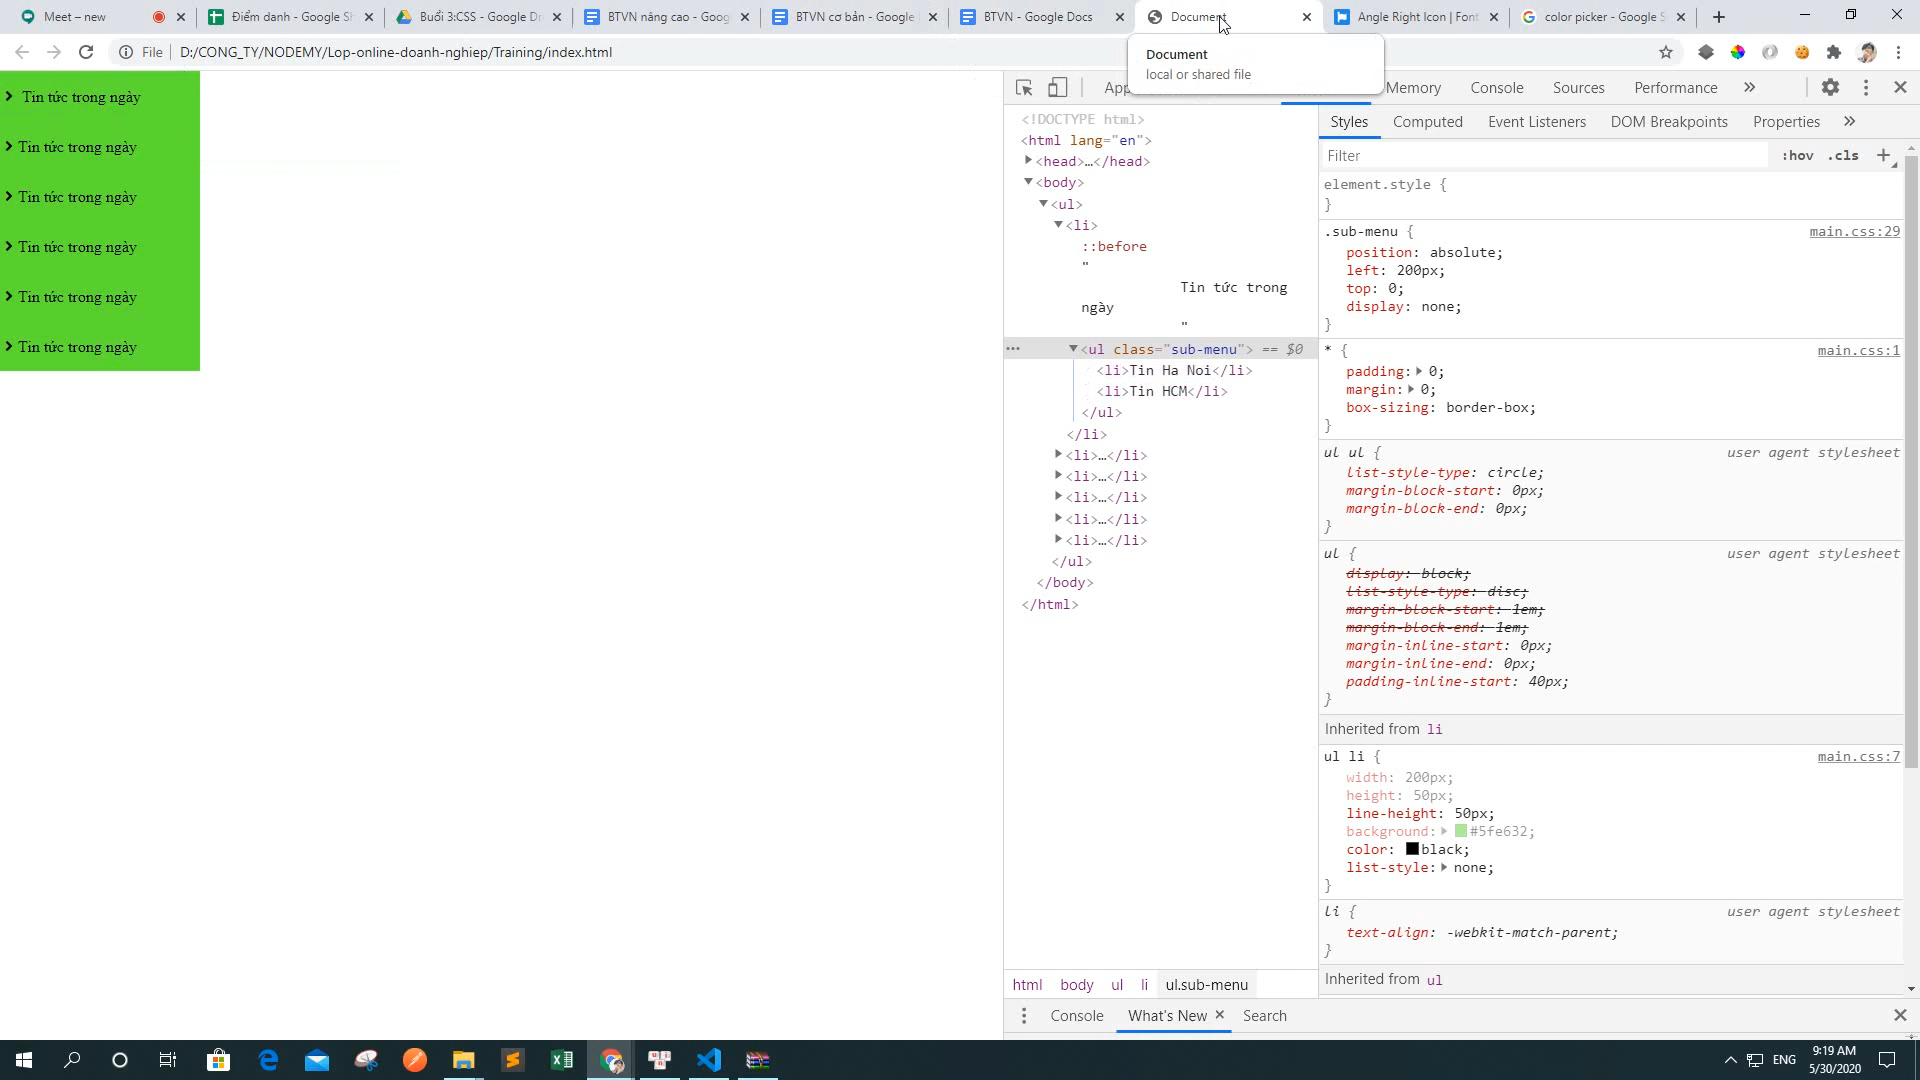 Meet – new
Điểm danh - Google Sh
Buổi 3:CSS - Google Dr
BTVN nâng cao - Goog
BTVN cơ bản - Google
BTVN - Google Docs
Document
Angle Right Icon | Font
color picker - Google S
File
D:/CONG_TY/NODEMY/Lop-online-doanh-nghiep/Training/index.html
Document
local or shared file
Tin tức trong ngày
Tin tức trong ngày
Tin tức trong ngày
Tin tức trong ngày
Tin tức trong ngày
Tin tức trong ngày
Memory
Console
Sources
Performance
»
<!DOCTYPE html>
<html lang="en">
<head>…</head>
<body>
<ul>
<li>
::before
"
Tin tức trong
ngày
"
<ul class="sub-menu"> == $0
<li>Tin Ha Noi</li>
<li>Tin HCM</li>
</ul>
</li>
<li>…</li>
<li>…</li>
<li>…</li>
<li>…</li>
<li>…</li>
</ul>
</body>
</html>
html body ul li ul.sub-menu
Styles Computed Event Listeners DOM Breakpoints Properties »
Filter :hov .cls +
element.style {
}
.sub-menu { main.css:29
position: absolute;
left: 200px;
top: 0;
display: none;
}
* { main.css:1
padding: 0;
margin: 0;
box-sizing: border-box;
}
ul ul { user agent stylesheet
list-style-type: circle;
margin-block-start: 0px;
margin-block-end: 0px;
}
ul { user agent stylesheet
display: block;
list-style-type: disc;
margin-block-start: 1em;
margin-block-end: 1em;
margin-inline-start: 0px;
margin-inline-end: 0px;
padding-inline-start: 40px;
}
Inherited from li
ul li { main.css:7
width: 200px;
height: 50px;
line-height: 50px;
background: #5fe632;
color: black;
list-style: none;
}
li { user agent stylesheet
text-align: -webkit-match-parent;
}
Inherited from ul
Console What's New Search
ENG
9:19 AM
5/30/2020